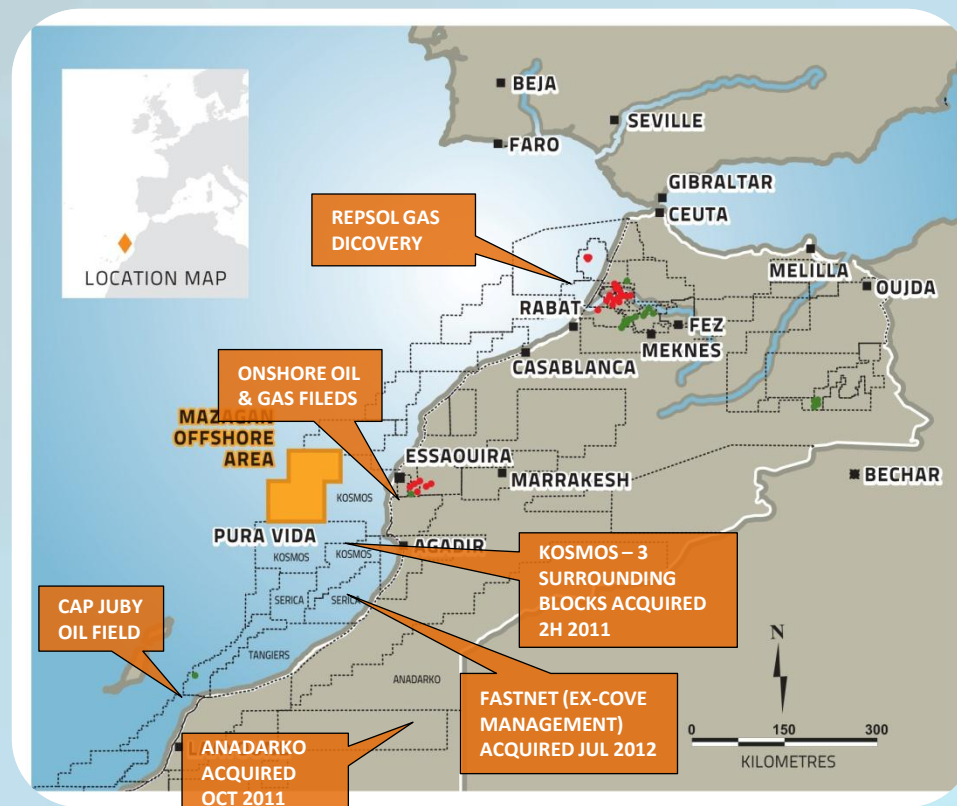 BEJA
SEVILLE
FARO
GIBRALTAR
CEUTA
REPSOL GAS
DICOVERY
LOCATION MAP
MELILLA
OUJDA
RABAT
FEZ
MEKNES
CASABLANCA
ONSHORE OIL
& GAS FILEDS
MAZAGAN
OFFSHORE
AREA
ESSAOUIRA
MARRAKESH
BECHAR
KOSMOS
PURA VIDA
AGADIR
KOSMOS
KOSMOS
KOSMOS – 3
SURROUNDING
BLOCKS ACQUIRED
2H 2011
SERICA
SERICA
CAP JUBY
OIL FIELD
TANGIERS
ANADARKO
FASTNET (EX-COVE
MANAGEMENT)
ACQUIRED JUL 2012
N
0 150 300
KILOMETRES
ANADARKO
ACQUIRED
OCT 2011